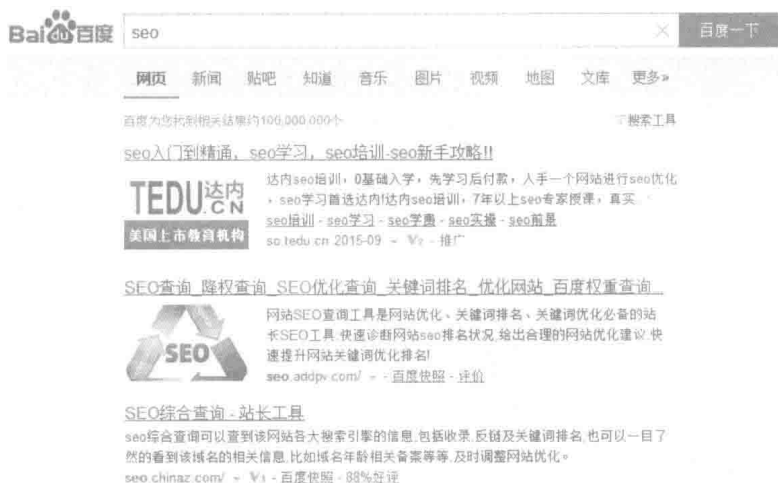 Bai du 百度
seo
百度一下
网页 新闻 贴吧 知道 音乐 图片 视频 地图 文库 更多»
百度为您找到相关结果约100,000,000个
搜索工具
seo入门到精通，seo学习，seo培训-seo新手攻略!!
TEDU达内
.CN
美国上市教育机构
达内seo培训，0基础入学，先学习后付款，人手一个网站进行seo优化
，seo学习首选达内!达内seo培训，7年以上seo专家授课，真实...
seo培训 - seo学习 - seo学费 - seo实操 - seo前景
so.tedu.cn 2015-09 - V2 - 推广
SEO查询_降权查询_SEO优化查询_关键词排名_优化网站_百度权重查询...
SEO
网站SEO查询工具是网站优化、关键词排名、关键词优化必备的站
长SEO工具,快速诊断网站seo排名状况,给出合理的网站优化建议,快
速提升网站关键词优化排名!
seo.addpv.com/ - 百度快照 - 评价
SEO综合查询 - 站长工具
seo综合查询可以查到该网站各大搜索引擎的信息,包括收录,反链及关键词排名,也可以一目了
然的看到该域名的相关信息,比如域名年龄相关备案等等,及时调整网站优化。
seo.chinaz.com/ - V1 - 百度快照 - 88%好评